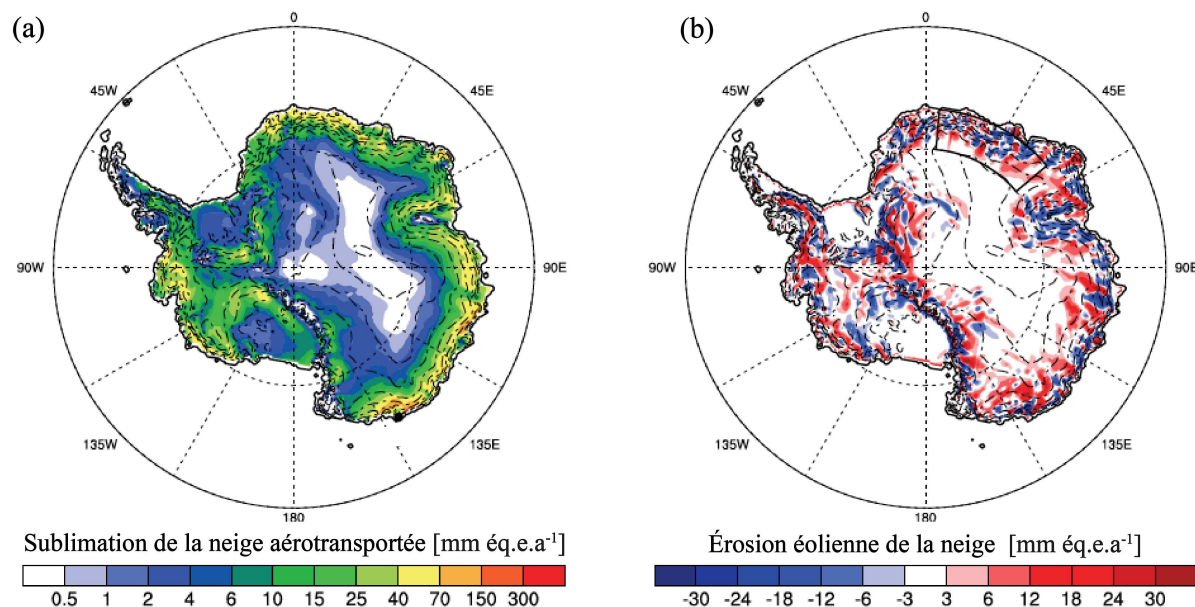 (a)
0
45W
45E
90W
90E
135W
135E
180
Sublimation de la neige aérotransportée [mm éq.e.a⁻¹]
0.5 1 2 4 6 10 15 25 40 70 150 300
(b)
0
45W
45E
90W
90E
135W
135E
180
Érosion éolienne de la neige [mm éq.e.a⁻¹]
-30 -24 -18 -12 -6 -3 3 6 12 18 24 30